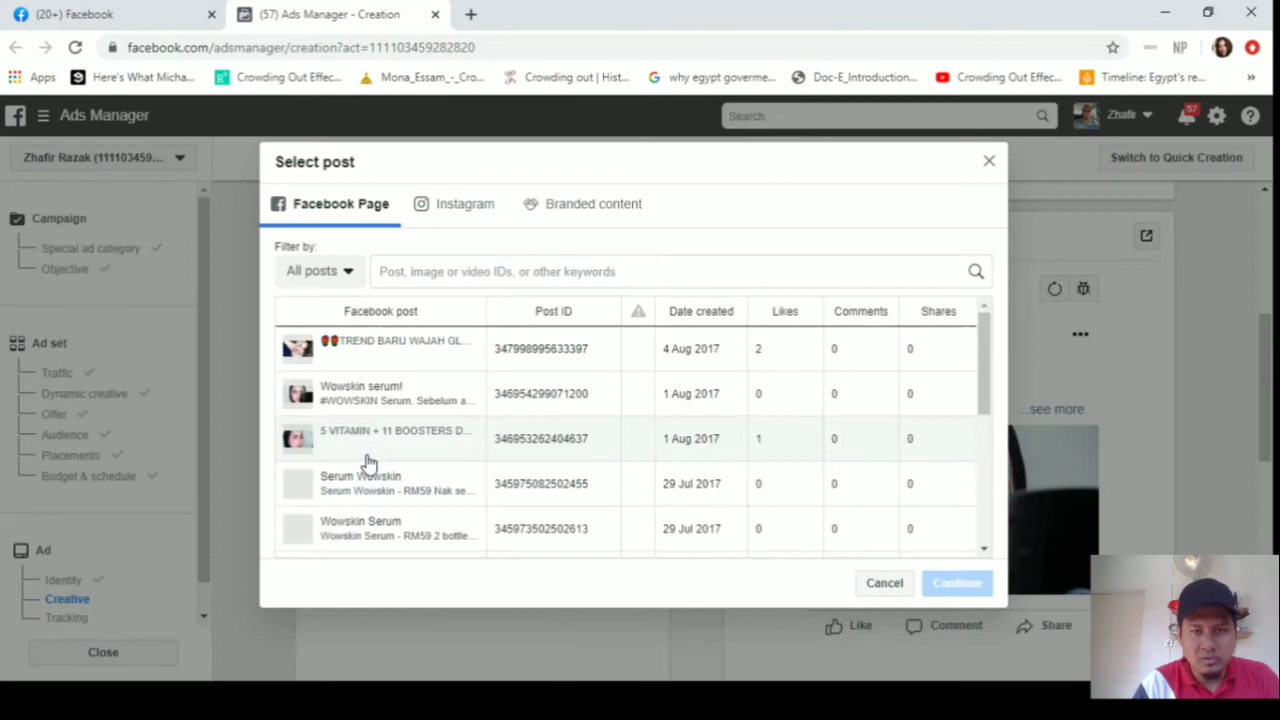 (20+) Facebook
(57) Ads Manager - Creation
facebook.com/adsmanager/creation?act=111103459282820
NP
Apps
Here's What Micha...
Crowding Out Effec...
Mona_Essam_-_Cro...
Crowding out | Hist...
why egypt governme...
Doc-E_Introduction...
Crowding Out Effec...
Timeline: Egypt's re...
Ads Manager
Search
Zhafir
57
Zhafir Razak (111103459...
Switch to Quick Creation
Campaign
Special ad category
Objective
Ad set
Traffic
Dynamic creative
Offer
Audience
Placements
Budget & schedule
Ad
Identity
Creative
Tracking
Close
Select post
Facebook Page
Instagram
Branded content
Filter by:
All posts
Post, image or video IDs, or other keywords
Facebook post Post ID Date created Likes Comments Shares
🌹🌹TREND BARU WAJAH GL... 347998995633397 4 Aug 2017 2 0 0
Wowskin serum!
#WOWSKIN Serum. Sebelum a... 346954299071200 1 Aug 2017 0 0 0
5 VITAMIN + 11 BOOSTERS D... 346953262404637 1 Aug 2017 1 0 0
Serum Wowskin
Serum Wowskin - RM59 Nak se... 345975082502455 29 Jul 2017 0 0 0
Wowskin Serum
Wowskin Serum - RM59 2 bottle... 345973502502613 29 Jul 2017 0 0 0
Cancel
Continue
...see more
Like
Comment
Share